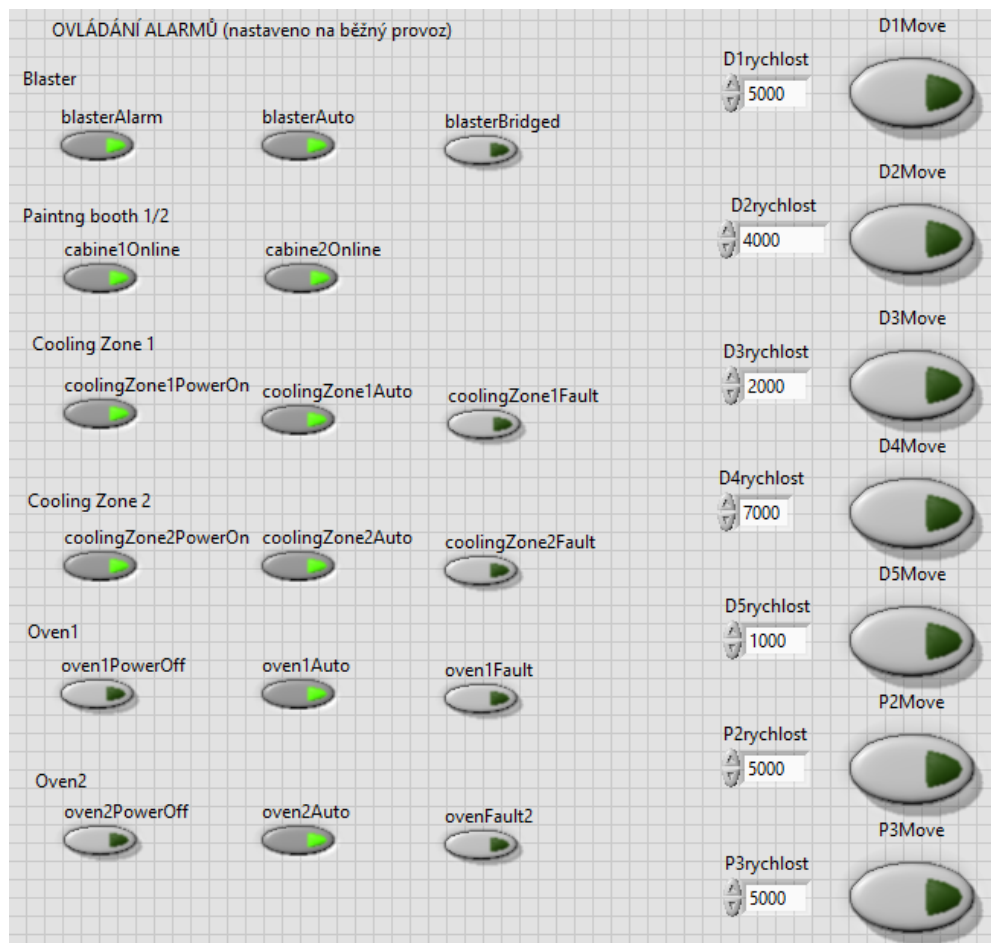 OVLÁDÁNÍ ALARMŮ (nastaveno na běžný provoz)
Blaster
blasterAlarm blasterAuto blasterBridged
Paintng booth 1/2
cabine1Online cabine2Online
Cooling Zone 1
coolingZone1PowerOn coolingZone1Auto coolingZone1Fault
Cooling Zone 2
coolingZone2PowerOn coolingZone2Auto coolingZone2Fault
Oven1
oven1PowerOff oven1Auto oven1Fault
Oven2
oven2PowerOff oven2Auto ovenFault2
D1Move
D1rychlost
5000
D2Move
D2rychlost
4000
D3Move
D3rychlost
2000
D4Move
D4rychlost
7000
D5Move
D5rychlost
1000
P2Move
P2rychlost
5000
P3Move
P3rychlost
5000